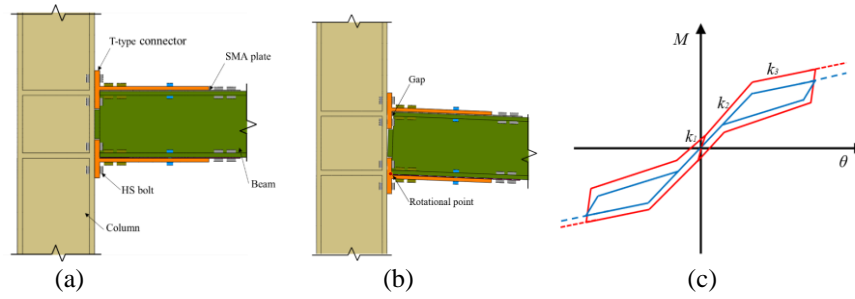 T-type connector
SMA plate
HS bolt
Beam
Column
(a)
Gap
Rotational point
(b)
M
k3
k2
k1
θ
(c)